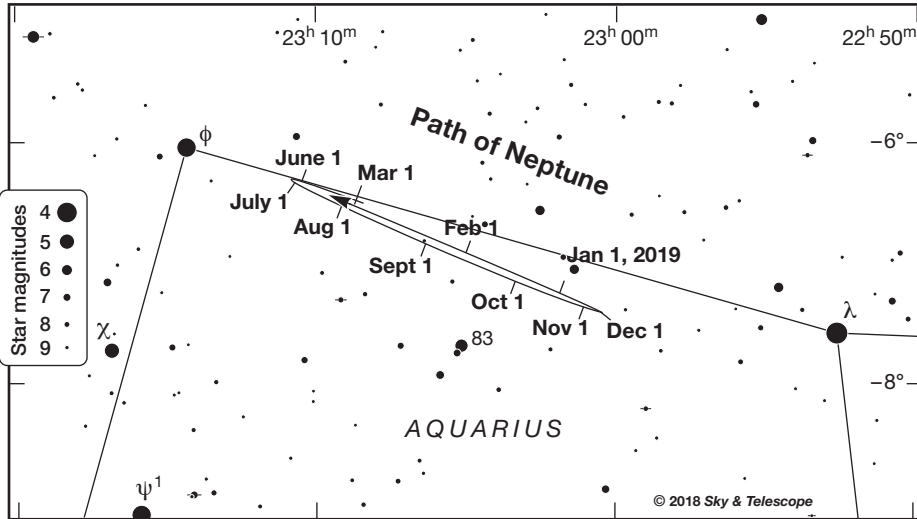 23h 10m
23h 00m
22h 50m
ϕ
June 1
Mar 1
Path of Neptune
–6°
July 1
Aug 1
Star magnitudes
4
5
6
7
8
9
Feb 1
Sept 1
Jan 1, 2019
Oct 1
Nov 1
Dec 1
λ
χ
83
–8°
AQUARIUS
ψ1
© 2018 Sky & Telescope